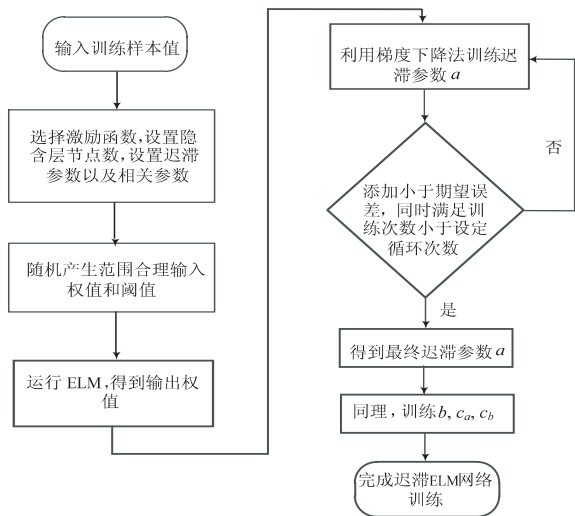 输入训练样本值
选择激励函数,设置隐
含层节点数,设置迟滞
参数以及相关参数
随机产生范围合理输入
权值和阈值
运行 ELM,得到输出权
值
利用梯度下降法训练迟
滞参数 a
添加小于期望误
差，同时满足训
练次数小于设定
循环次数
否
是
得到最终迟滞参数 a
同理，训练b, cₐ, c_b
完成迟滞ELM网络
训练